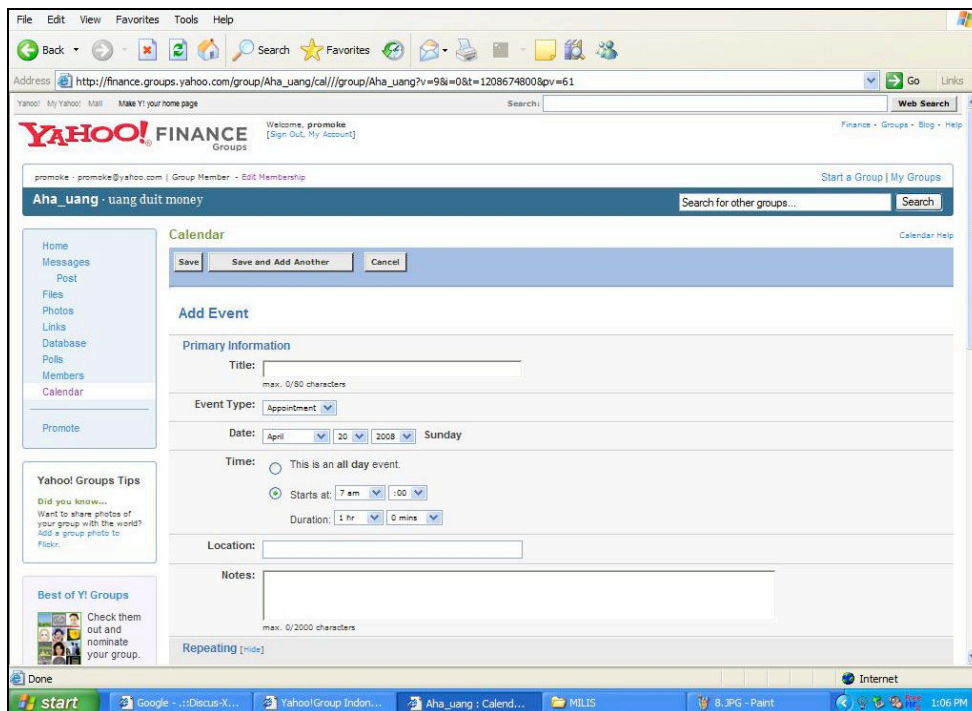 File Edit View Favorites Tools Help
Back Search Favorites
Address http://finance.groups.yahoo.com/group/Aha_uang/cal///group/Aha_uang?v=9&i=0&t=1208674800&pv=61 Go Links
Yahoo! My Yahoo! Mail Make Y! your home page Search: Web Search
YAHOO! FINANCE Groups
Welcome, promoke
[Sign Out, My Account]
Finance - Groups - Blog - Help
promoke · promoke@yahoo.com | Group Member - Edit Membership Start a Group | My Groups
Aha_uang · uang duit money Search for other groups... Search
Home
Messages
Post
Files
Photos
Links
Database
Polls
Members
Calendar
Promote
Yahoo! Groups Tips
Did you know...
Want to share photos of
your group with the world?
Add a group photo to
Flickr.
Best of Y! Groups
Check them
out and
nominate
your group.
Calendar Calendar Help
Save Save and Add Another Cancel
Add Event
Primary Information
Title:
max. 0/80 characters
Event Type: Appointment
Date: April 20 2008 Sunday
Time: This is an all day event.
Starts at: 7 am :00
Duration: 1 hr 0 mins
Location:
Notes:
max. 0/2000 characters
Repeating [Hide]
Done Internet
start Google - .::Discus-X... Yahoo!Group Indon... Aha_uang : Calend... MILIS 8.JPG - Paint 1:06 PM